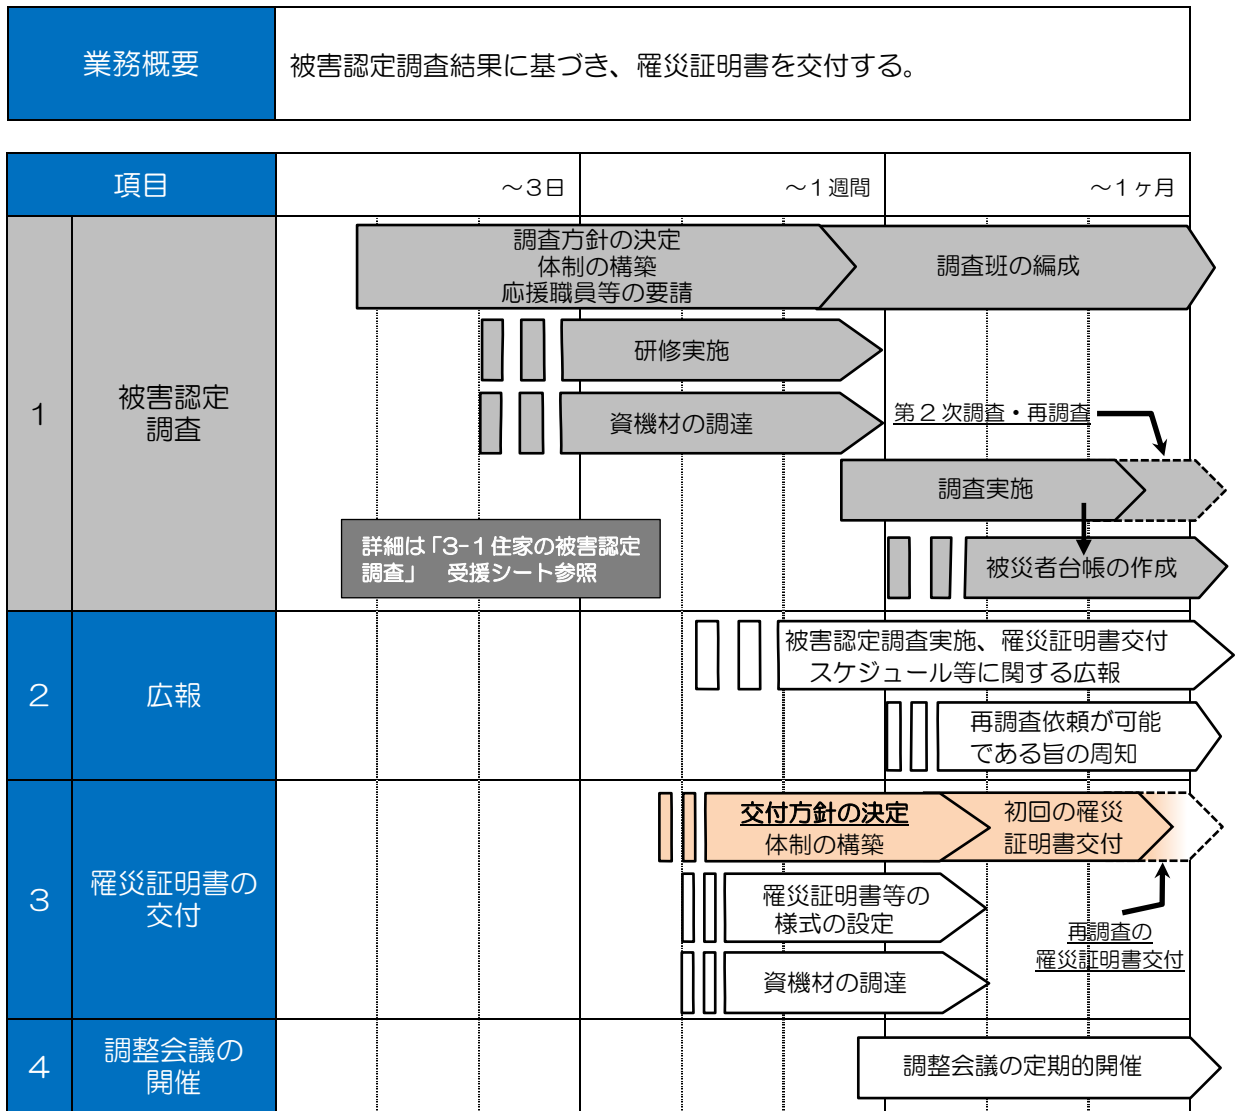 業務概要
被害認定調査結果に基づき、罹災証明書を交付する。
項目
～3日
～1週間
～1ヶ月
1
被害認定
調査
調査方針の決定
体制の構築
応援職員等の要請
調査班の編成
研修実施
資機材の調達
第2次調査・再調査
調査実施
詳細は「3-1住家の被害認定
調査」　受援シート参照
被災者台帳の作成
2
広報
被害認定調査実施、罹災証明書交付
スケジュール等に関する広報
再調査依頼が可能
である旨の周知
3
罹災証明書の
交付
交付方針の決定
体制の構築
初回の罹災
証明書交付
罹災証明書等の
様式の設定
再調査の
罹災証明書交付
資機材の調達
4
調整会議の
開催
調整会議の定期的開催